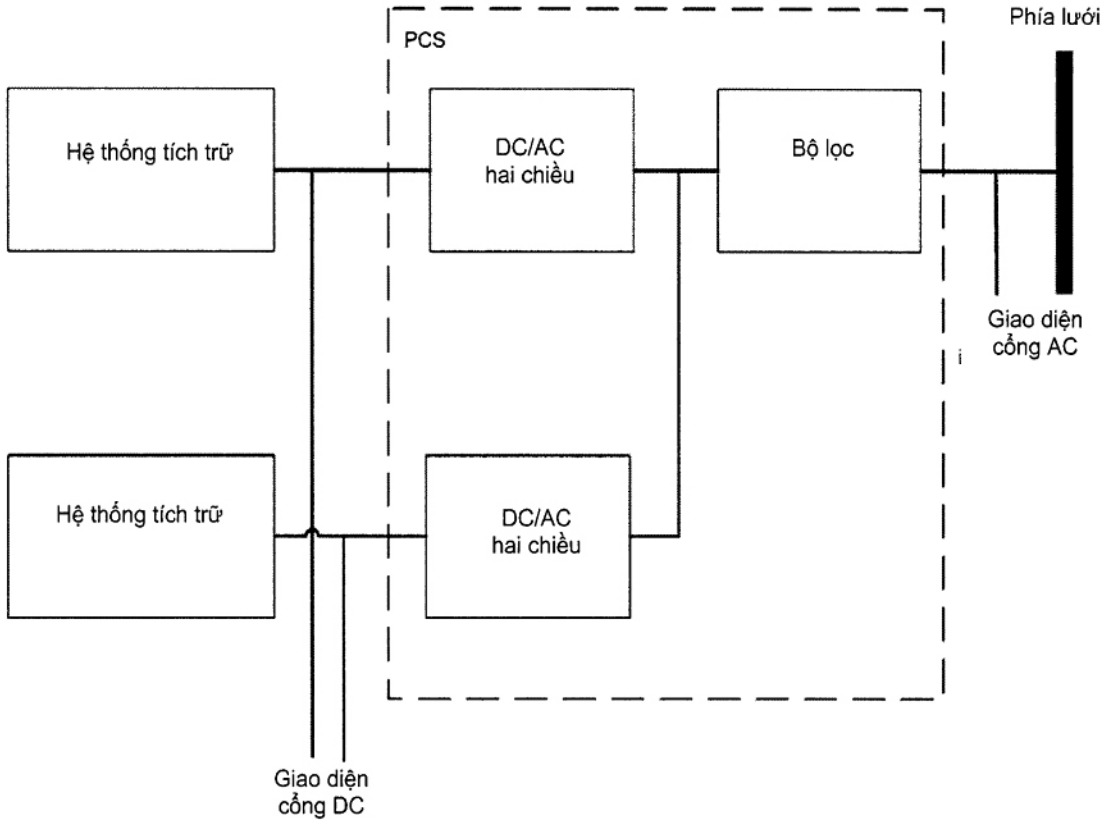 Phía lưới
PCS
Hệ thống tích trữ
DC/AC
hai chiều
Bộ lọc
Giao diện
cổng AC
i
Hệ thống tích trữ
DC/AC
hai chiều
Giao diện
cổng DC